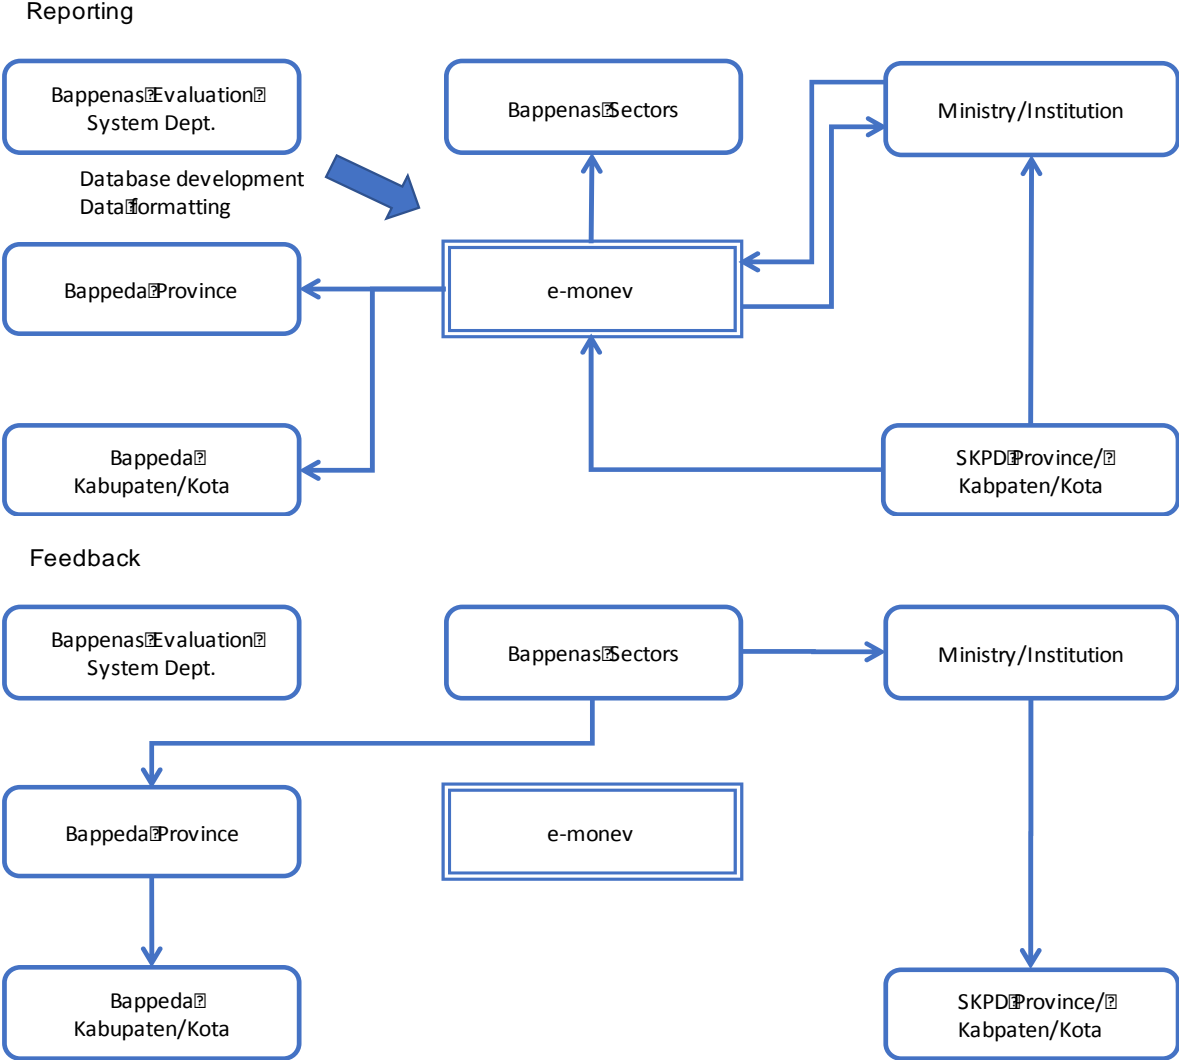 Reporting
Bappenas Evaluation
System Dept.
Bappenas Sectors
Ministry/Institution
Database development
Data formatting
Bappeda Province
e-monev
Bappeda
Kabupaten/Kota
SKPD Province/
Kabpaten/Kota
Feedback
Bappenas Evaluation
System Dept.
Bappenas Sectors
Ministry/Institution
Bappeda Province
e-monev
Bappeda
Kabupaten/Kota
SKPD Province/
Kabpaten/Kota